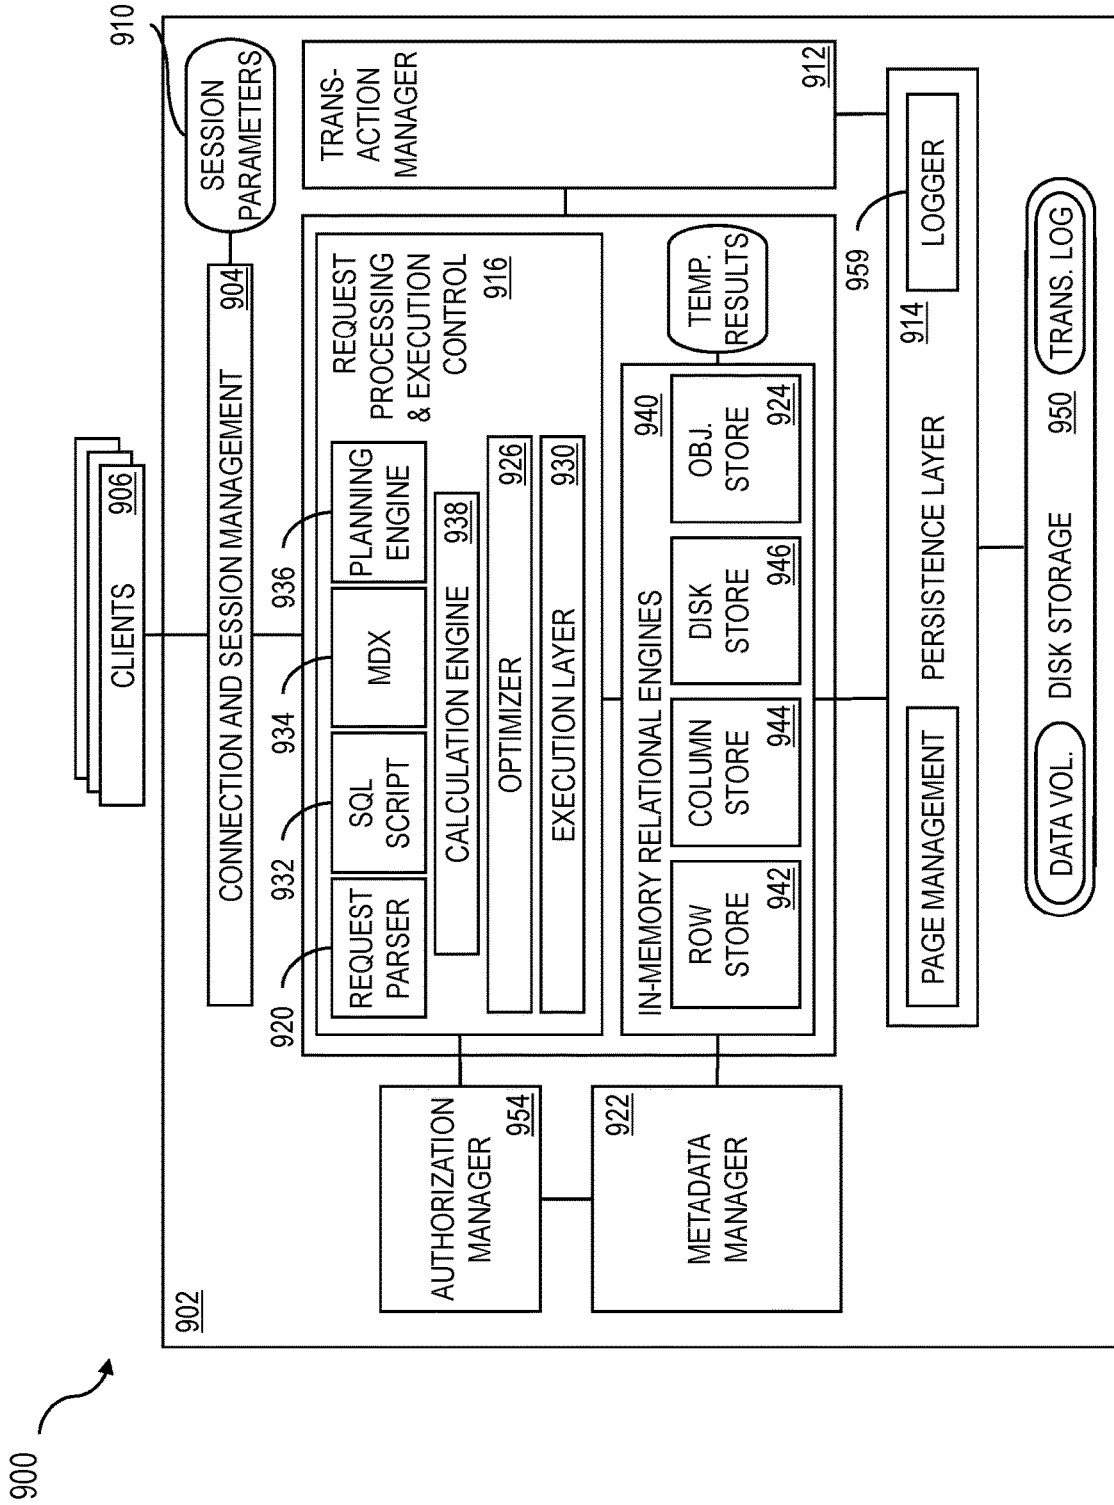 900
902
CLIENTS
906
910
CONNECTION AND SESSION MANAGEMENT
904
SESSION
PARAMETERS
920
932
934
936
REQUEST
PARSER
SQL
SCRIPT
MDX
PLANNING
ENGINE
REQUEST
PROCESSING
& EXECUTION
CONTROL
916
CALCULATION ENGINE
938
OPTIMIZER
926
EXECUTION LAYER
930
TRANS-
ACTION
MANAGER
912
AUTHORIZATION
MANAGER
954
METADATA
MANAGER
922
IN-MEMORY RELATIONAL ENGINES
940
ROW
STORE
942
COLUMN
STORE
944
DISK
STORE
946
OBJ.
STORE
924
TEMP.
RESULTS
959
PAGE MANAGEMENT
PERSISTENCE LAYER
914
LOGGER
DATA VOL.
DISK STORAGE
950
TRANS. LOG